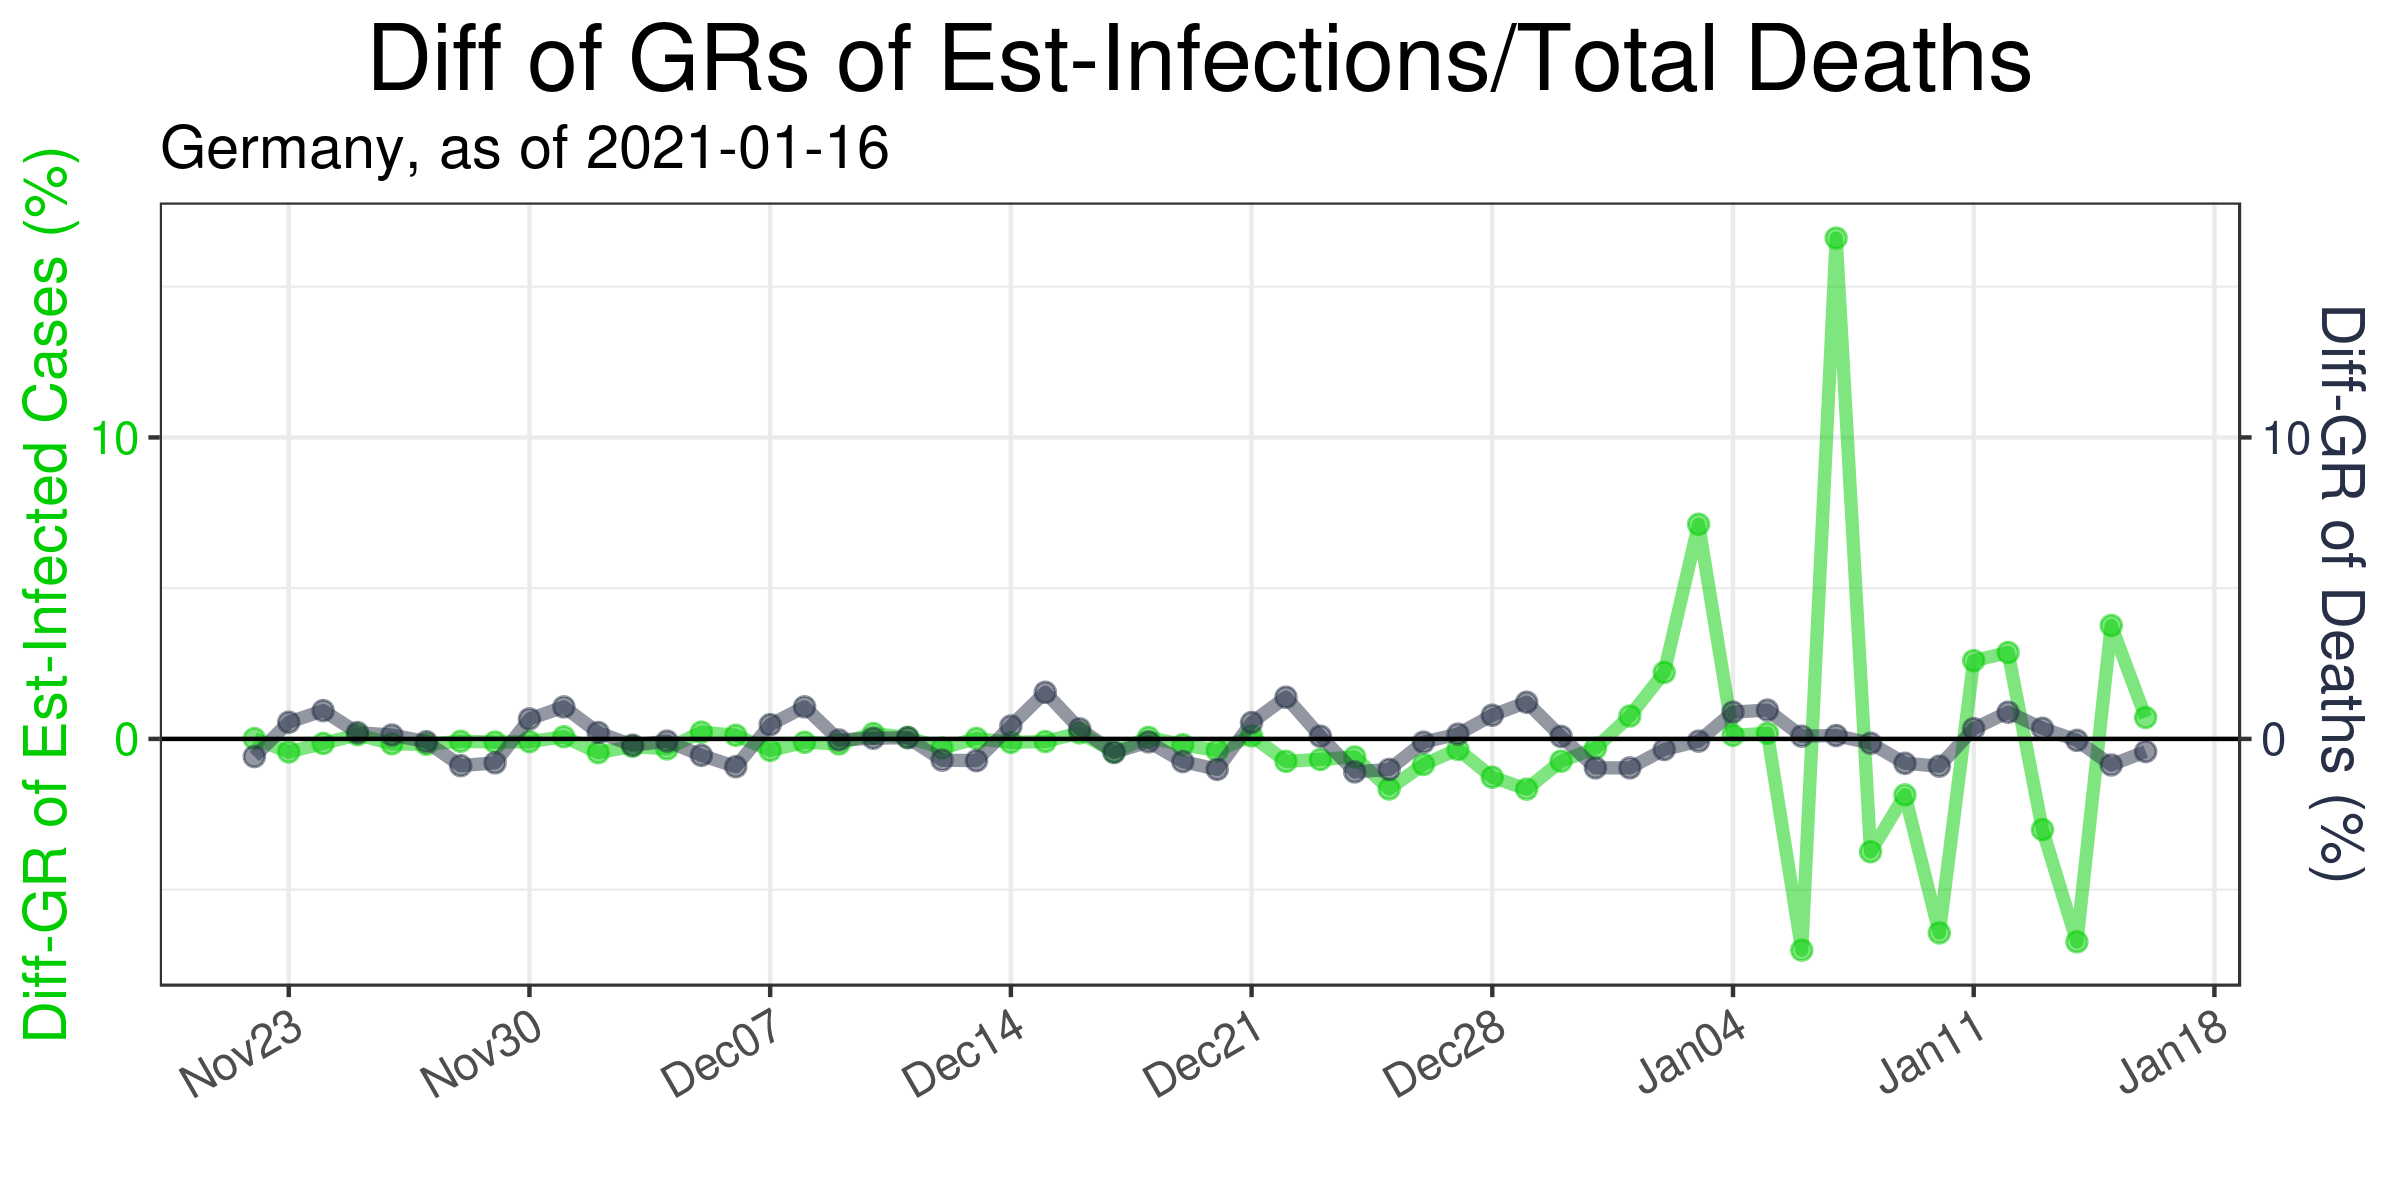 Diff of GRs of Est-Infections/Total Deaths
Germany, as of 2021-01-16
Diff-GR of Est-Infected Cases (%)
10
0
10
0
Diff-GR of Deaths (%)
Nov23
Nov30
Dec07
Dec14
Dec21
Dec28
Jan04
Jan11
Jan18